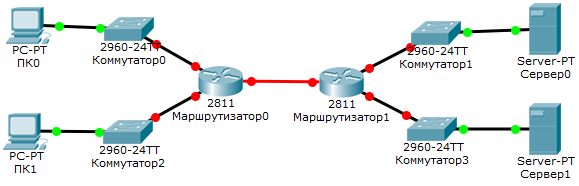 PC-PT
ПК0
2960-24TT
Коммутатор0
2960-24TT
Коммутатор1
Server-PT
Сервер0
2811
Маршрутизатор0
2811
Маршрутизатор1
PC-PT
ПК1
2960-24TT
Коммутатор2
2960-24TT
Коммутатор3
Server-PT
Сервер1